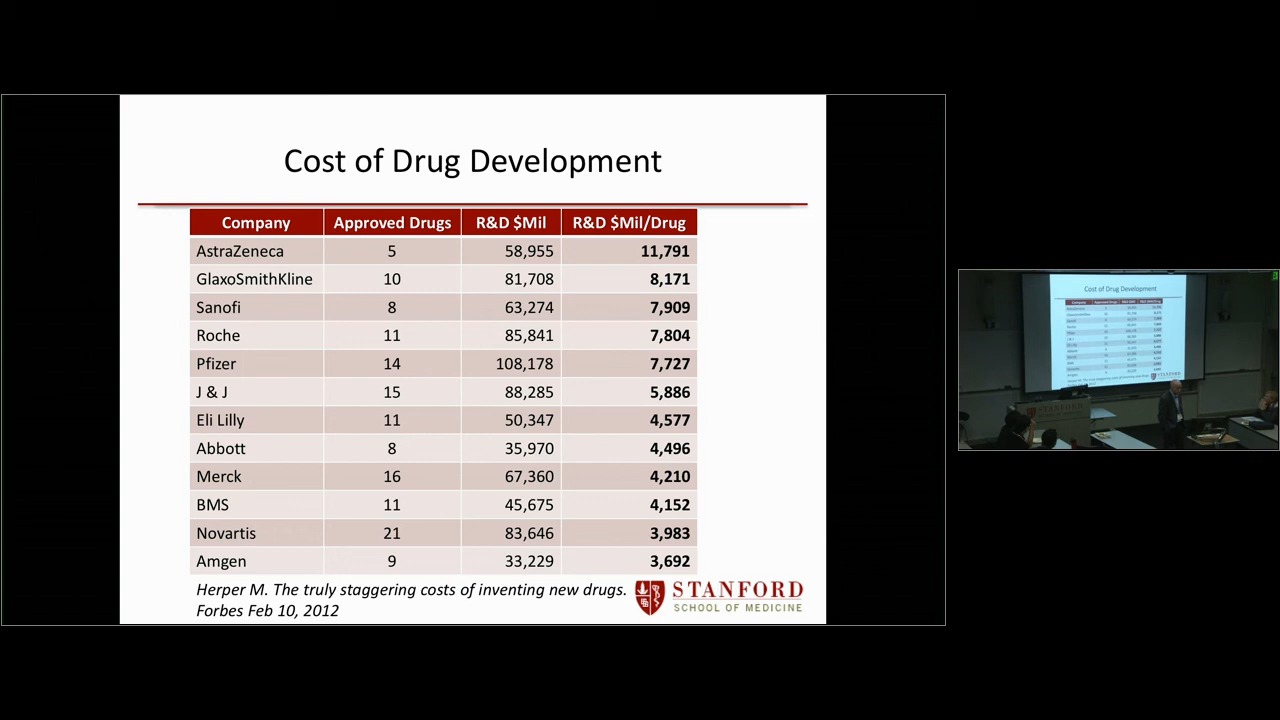 Cost of Drug Development
Company Approved Drugs R&D $Mil R&D $Mil/Drug
AstraZeneca 5 58,955 11,791
GlaxoSmithKline 10 81,708 8,171
Sanofi 8 63,274 7,909
Roche 11 85,841 7,804
Pfizer 14 108,178 7,727
J & J 15 88,285 5,886
Eli Lilly 11 50,347 4,577
Abbott 8 35,970 4,496
Merck 16 67,360 4,210
BMS 11 45,675 4,152
Novartis 21 83,646 3,983
Amgen 9 33,229 3,692
Herper M. The truly staggering costs of inventing new drugs.
Forbes Feb 10, 2012
STANFORD
SCHOOL OF MEDICINE
Cost of Drug Development
STANFORD